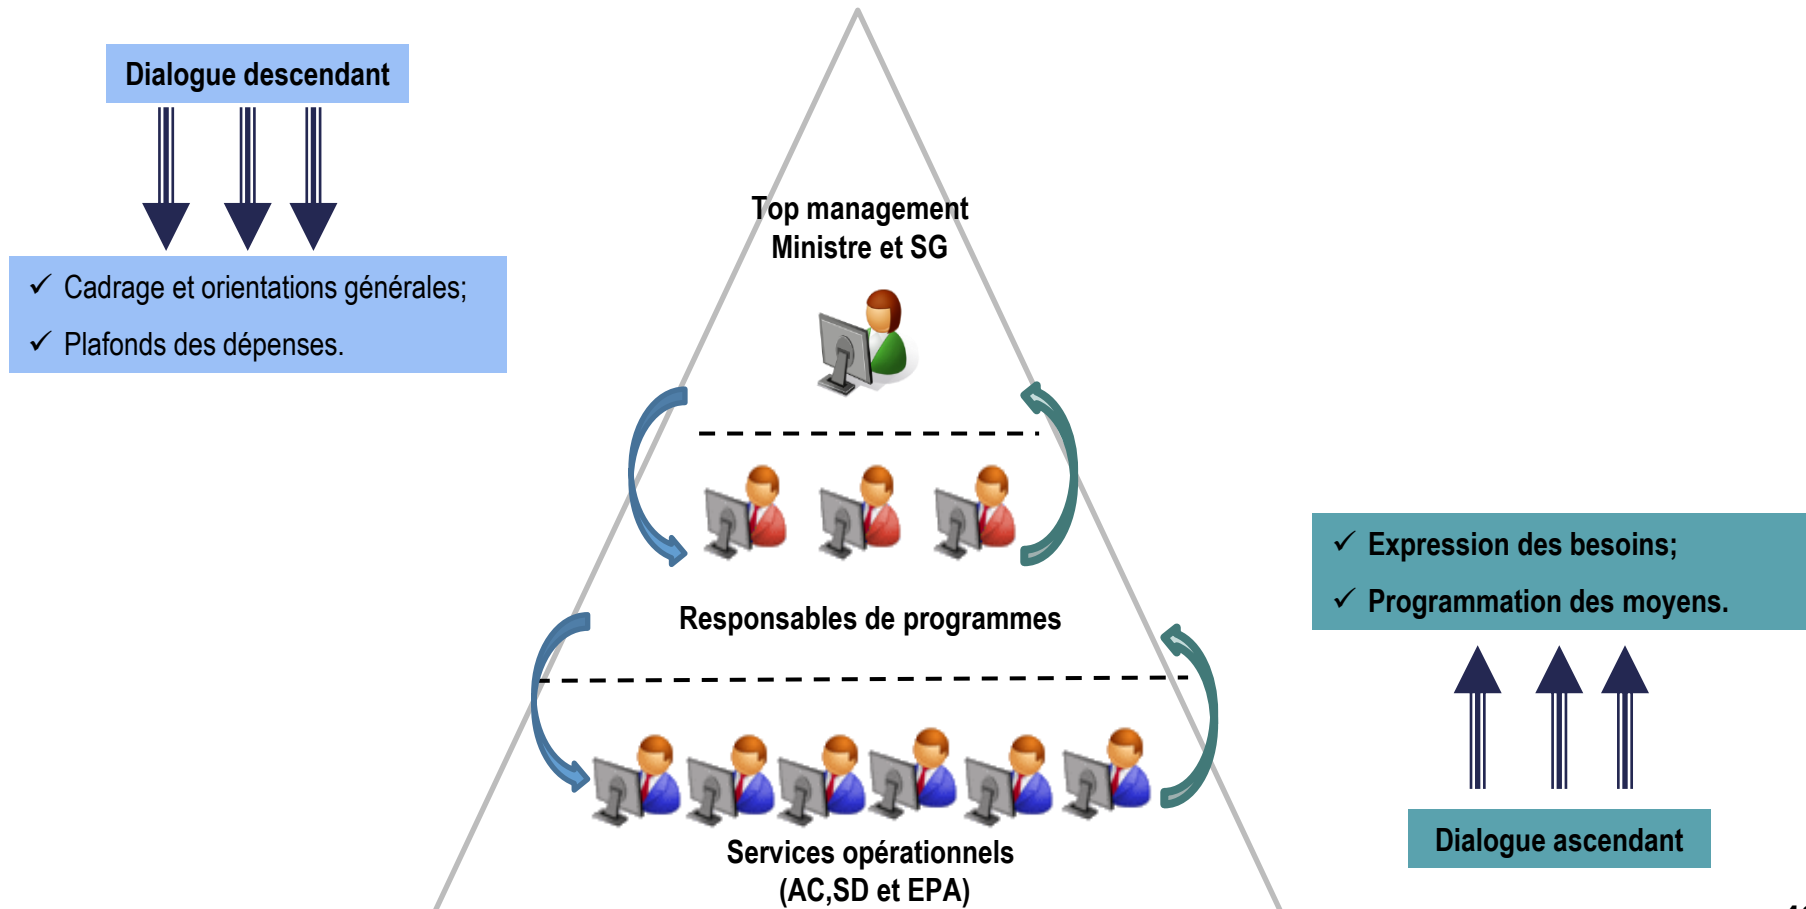 Dialogue descendant
✓ Cadrage et orientations générales;
✓ Plafonds des dépenses.
Top management
Ministre et SG
Responsables de programmes
Services opérationnels
(AC,SD et EPA)
✓ Expression des besoins;
✓ Programmation des moyens.
Dialogue ascendant